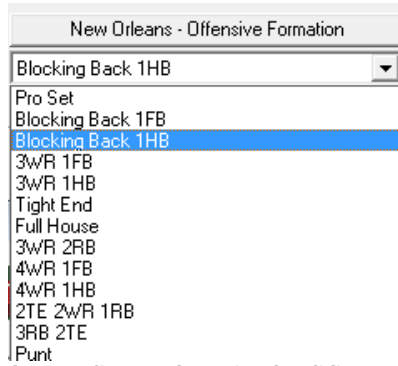 New Orleans - Offensive Formation
Blocking Back 1HB
Pro Set
Blocking Back 1FB
Blocking Back 1HB
3WR 1FB
3WR 1HB
Tight End
Full House
3WR 2RB
4WR 1FB
4WR 1HB
2TE 2WR 1RB
3RB 2TE
Punt